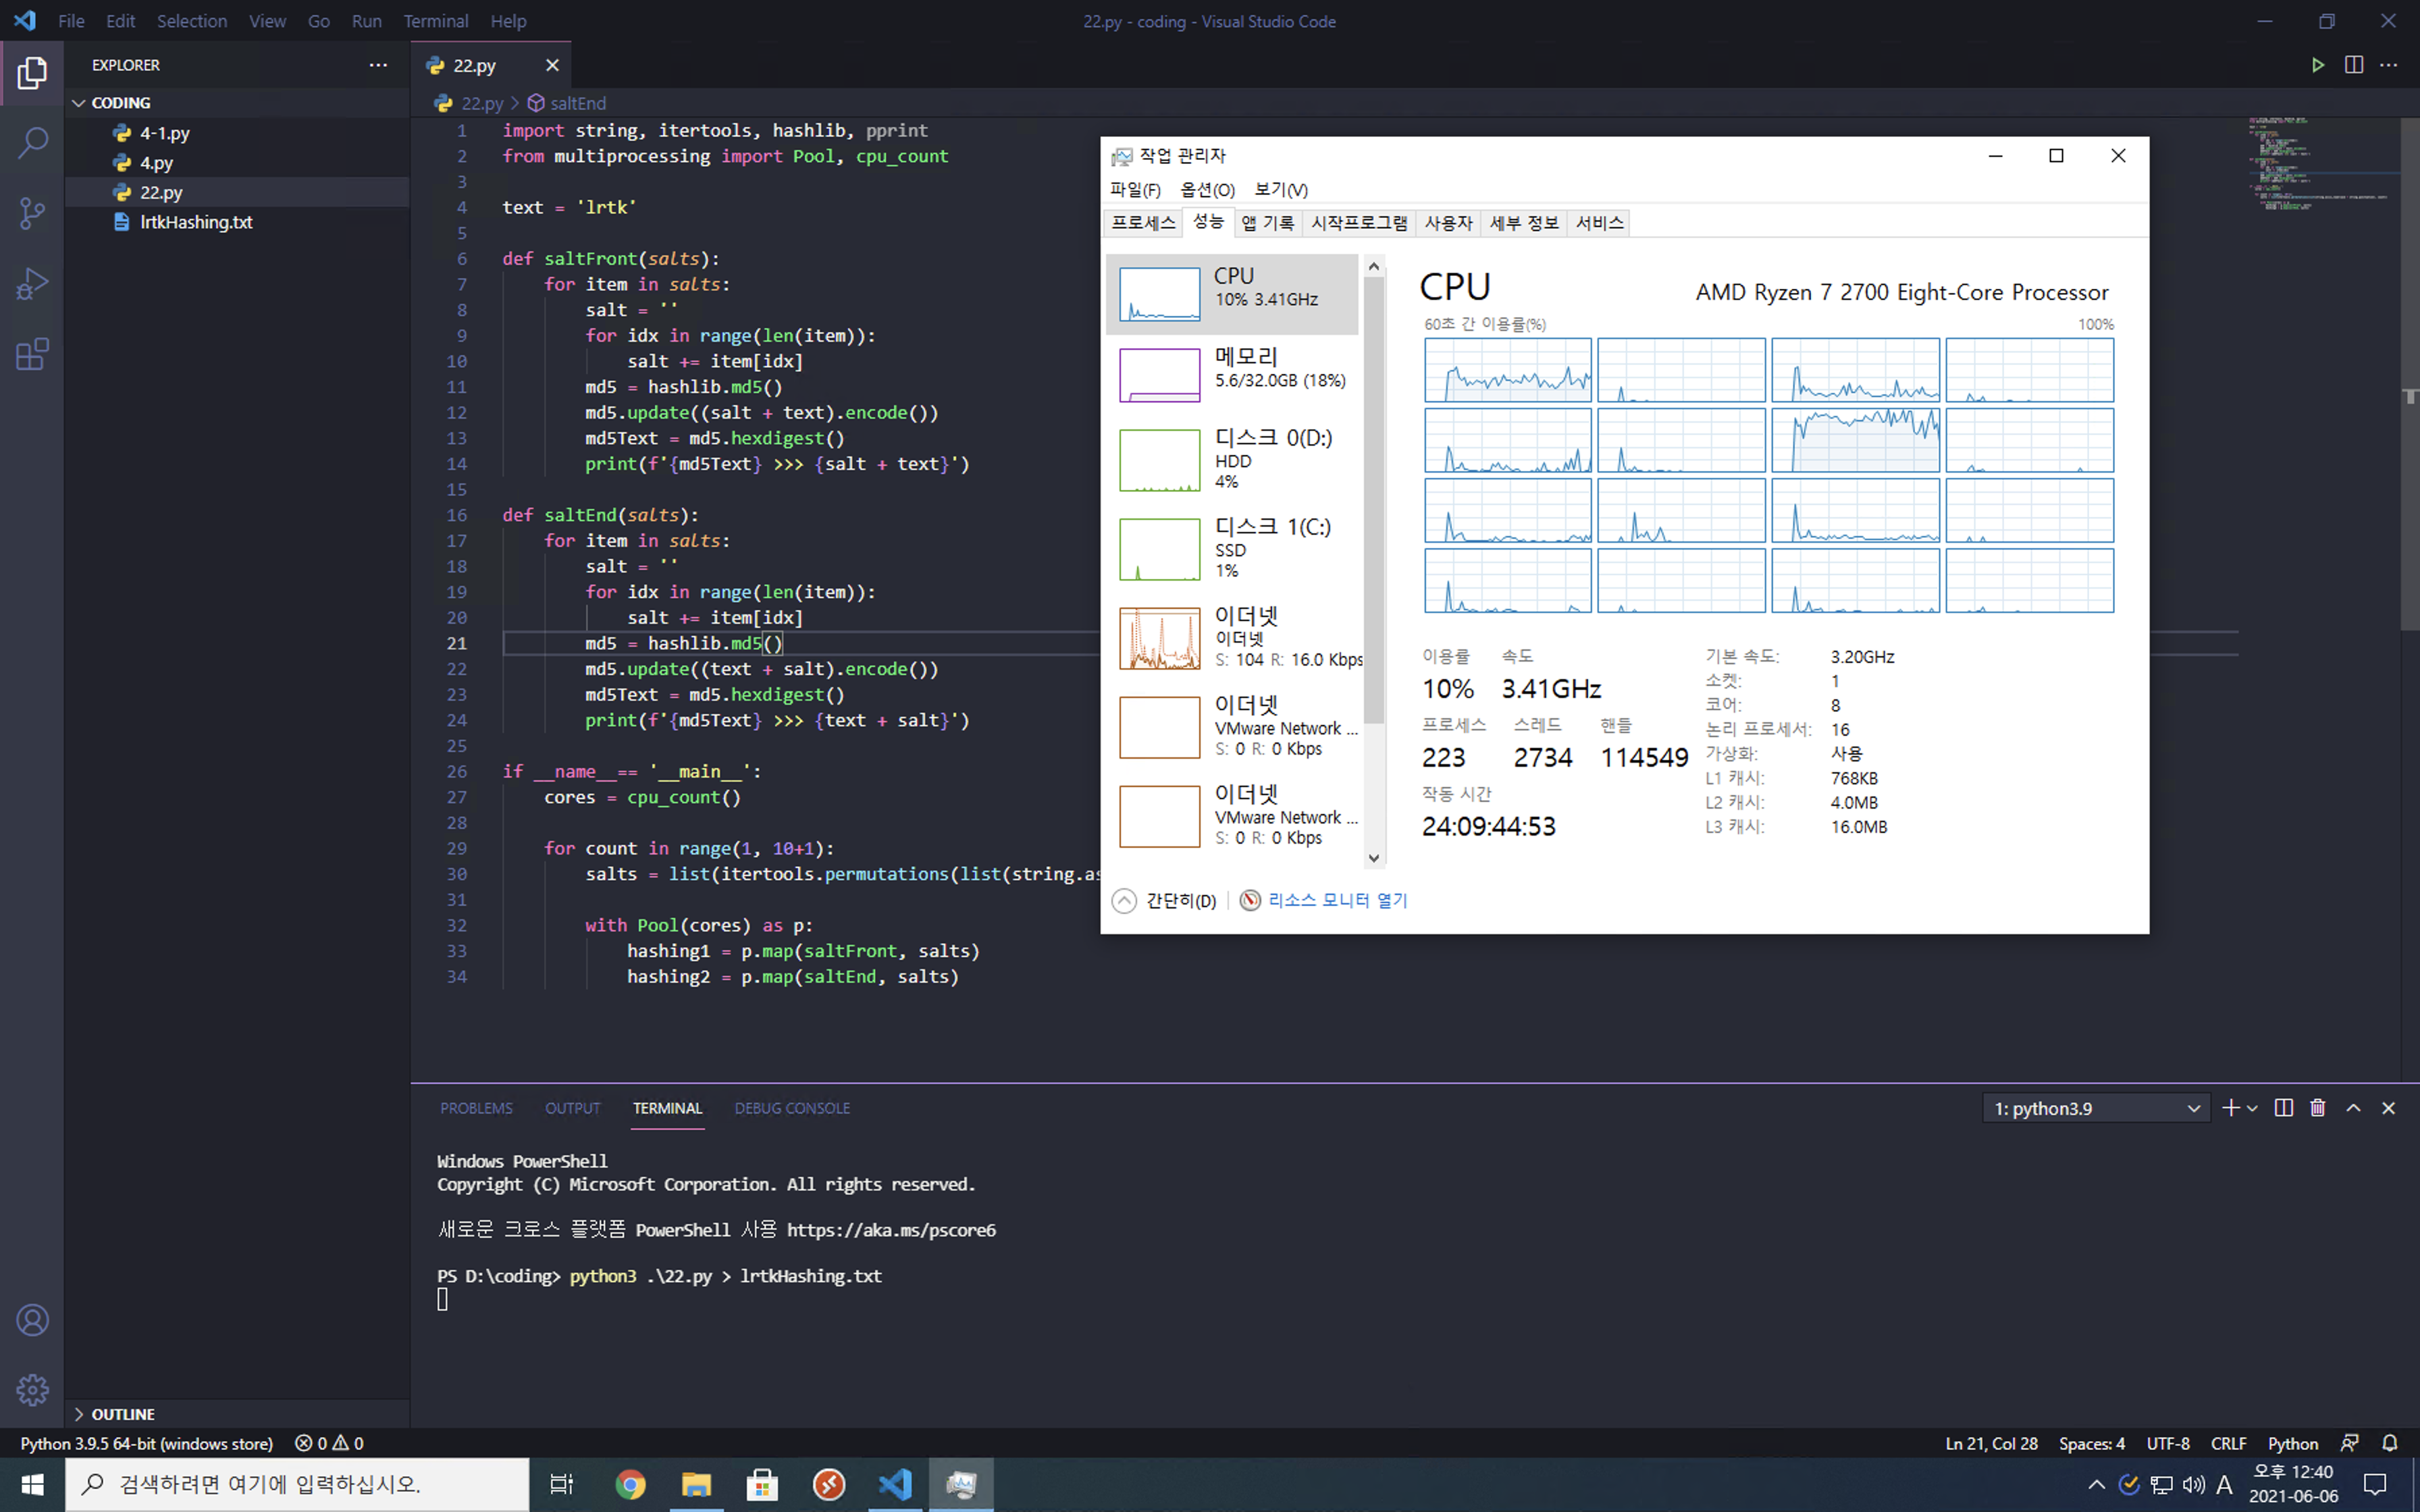 File Edit Selection View Go Run Terminal Help
22.py - coding - Visual Studio Code
EXPLORER
CODING
4-1.py
4.py
22.py
lrtkHashing.txt
OUTLINE
22.py
22.py > saltEnd
1 import string, itertools, hashlib, pprint
2 from multiprocessing import Pool, cpu_count
3
4 text = 'lrtk'
5
6 def saltFront(salts):
7 for item in salts:
8 salt = ''
9 for idx in range(len(item)):
10 salt += item[idx]
11 md5 = hashlib.md5()
12 md5.update((salt + text).encode())
13 md5Text = md5.hexdigest()
14 print(f'{md5Text} >>> {salt + text}')
15
16 def saltEnd(salts):
17 for item in salts:
18 salt = ''
19 for idx in range(len(item)):
20 salt += item[idx]
21 md5 = hashlib.md5()
22 md5.update((text + salt).encode())
23 md5Text = md5.hexdigest()
24 print(f'{md5Text} >>> {text + salt}')
25
26 if __name__== '__main__':
27 cores = cpu_count()
28
29 for count in range(1, 10+1):
30 salts = list(itertools.permutations(list(string.as
31
32 with Pool(cores) as p:
33 hashing1 = p.map(saltFront, salts)
34 hashing2 = p.map(saltEnd, salts)
작업 관리자
파일(F) 옵션(O) 보기(V)
프로세스 성능 앱 기록 시작프로그램 사용자 세부 정보 서비스
CPU
10% 3.41GHz
메모리
5.6/32.0GB (18%)
디스크 0(D:)
HDD
4%
디스크 1(C:)
SSD
1%
이더넷
이더넷
S: 104 R: 16.0 Kbps
이더넷
VMware Network ...
S: 0 R: 0 Kbps
이더넷
VMware Network ...
S: 0 R: 0 Kbps
CPU AMD Ryzen 7 2700 Eight-Core Processor
60초 간 이용률(%) 100%
이용률 속도
10% 3.41GHz
프로세스 스레드 핸들
223 2734 114549
작동 시간
24:09:44:53
기본 속도: 3.20GHz
소켓: 1
코어: 8
논리 프로세서: 16
가상화: 사용
L1 캐시: 768KB
L2 캐시: 4.0MB
L3 캐시: 16.0MB
간단히(D) 리소스 모니터 열기
PROBLEMS OUTPUT TERMINAL DEBUG CONSOLE
1: python3.9
Windows PowerShell
Copyright (C) Microsoft Corporation. All rights reserved.
새로운 크로스 플랫폼 PowerShell 사용 https://aka.ms/pscore6
PS D:\coding> python3 .\22.py > lrtkHashing.txt
Python 3.9.5 64-bit (windows store) 0 0
Ln 21, Col 28 Spaces: 4 UTF-8 CRLF Python
검색하려면 여기에 입력하십시오.
A
오후 12:40
2021-06-06